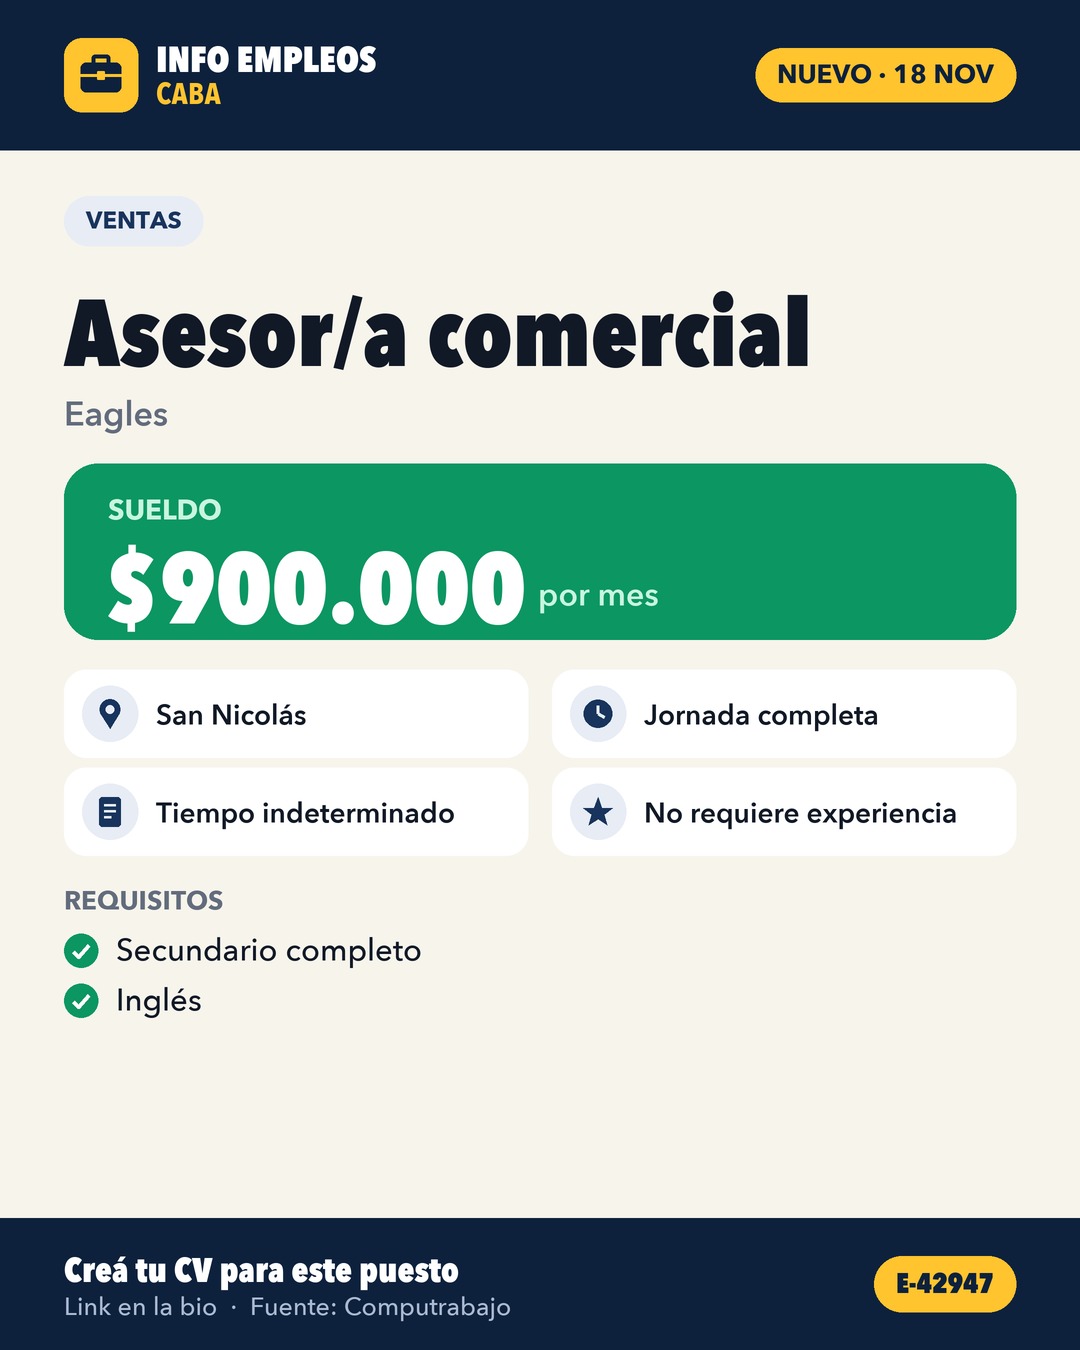 INFO EMPLEOS
CABA
NUEVO · 18 NOV
VENTAS
Asesor/a comercial
Eagles
SUELDO
$900.000 por mes
San Nicolás
Jornada completa
Tiempo indeterminado
No requiere experiencia
REQUISITOS
Secundario completo
Inglés
Creá tu CV para este puesto
Link en la bio · Fuente: Computrabajo
E-42947